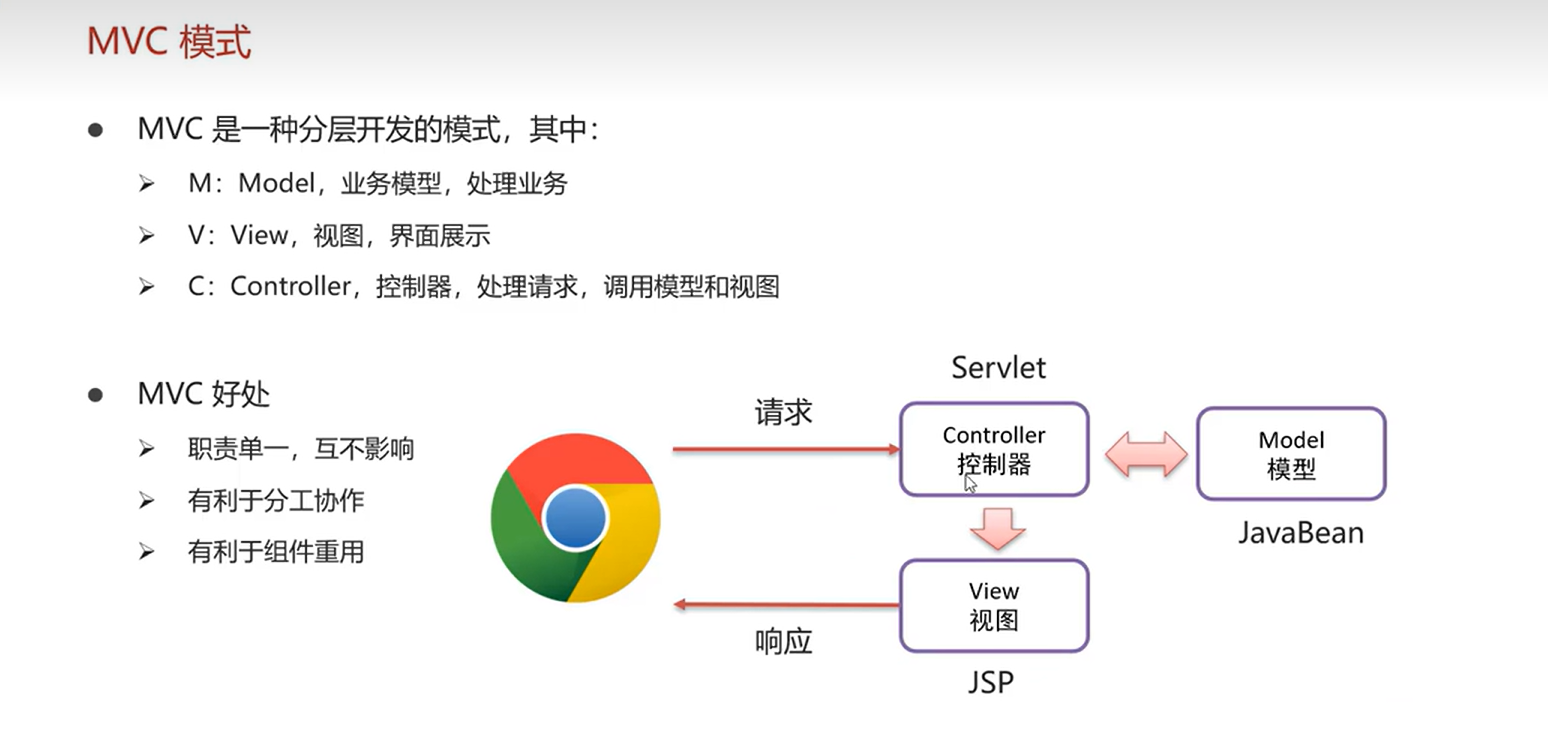 MVC 模式
MVC 是一种分层开发的模式，其中：
M：Model，业务模型，处理业务
V：View，视图，界面展示
C：Controller，控制器，处理请求，调用模型和视图
MVC 好处
职责单一，互不影响
有利于分工协作
有利于组件重用
Servlet
请求
Controller
控制器
Model
模型
JavaBean
View
视图
响应
JSP